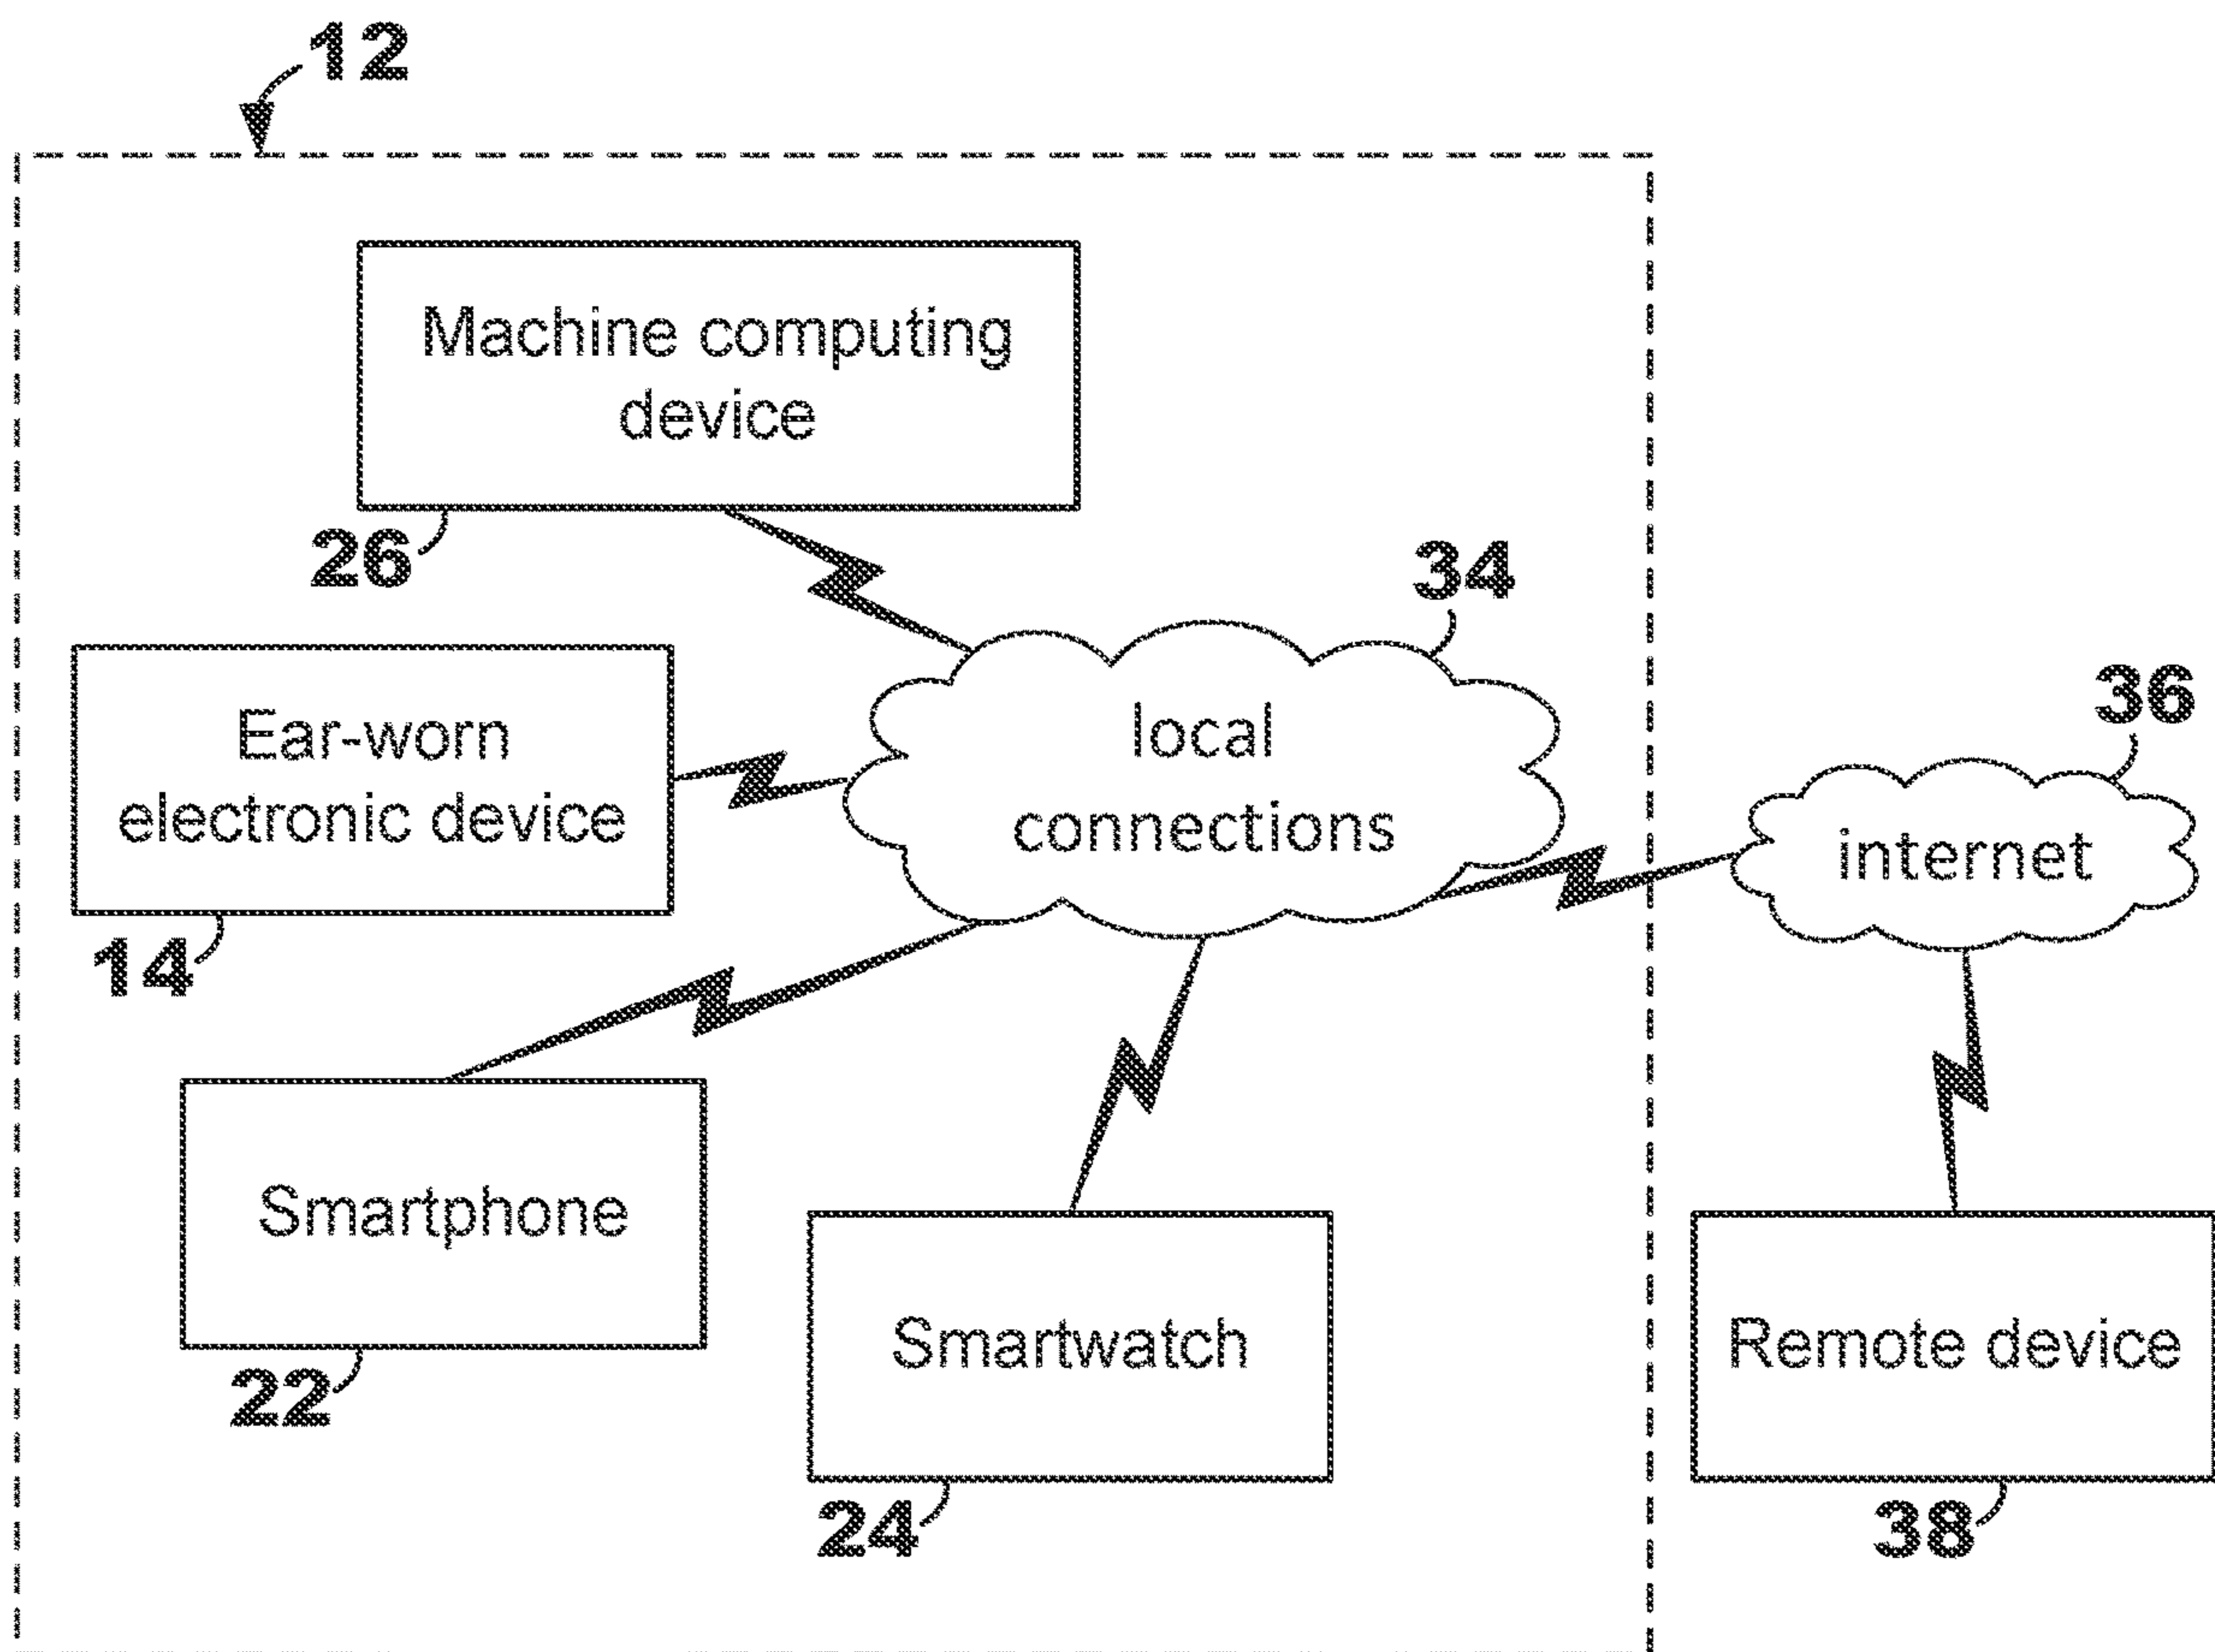 12
Machine computing
device
26
34
Ear-worn
electronic device
14
local
connections
36
internet
Smartphone
22
Smartwatch
24
Remote device
38